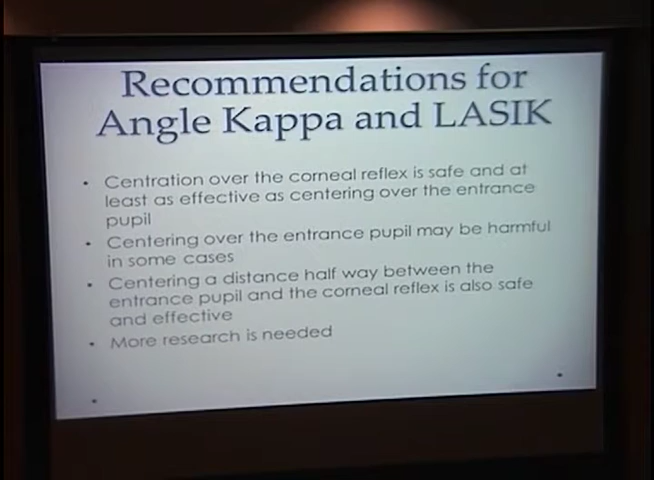 Recommendations for
Angle Kappa and LASIK
• Centration over the corneal reflex is safe and at
least as effective as centering over the entrance
pupil
• Centering over the entrance pupil may be harmful
in some cases
• Centering a distance half way between the
entrance pupil and the corneal reflex is also safe
and effective
• More research is needed